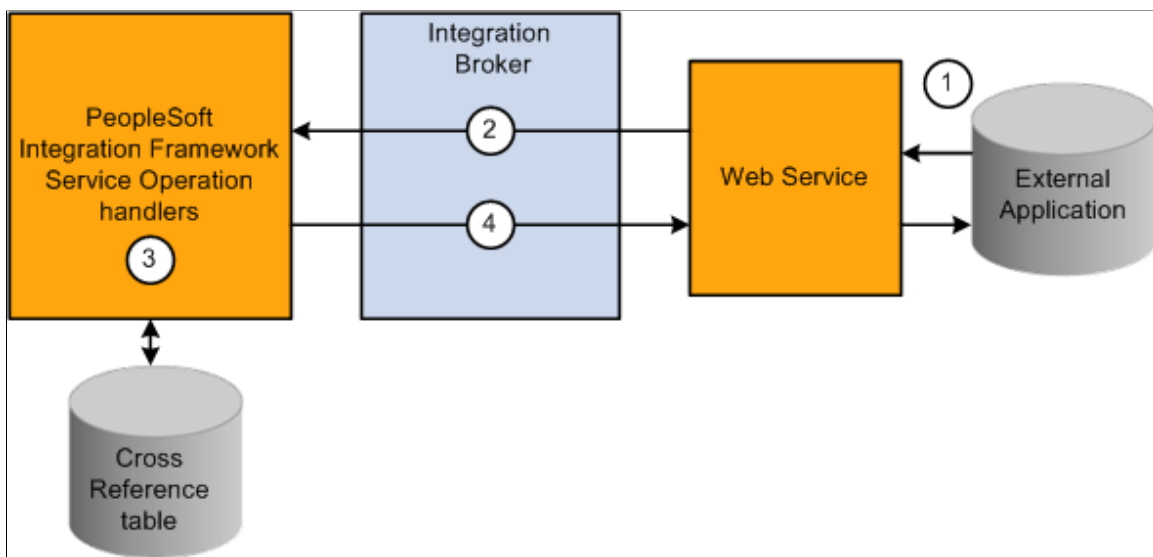 PeopleSoft
Integration Framework
Service Operation
handlers
3
Integration
Broker
2
4
Web Service
1
External
Application
Cross
Reference
table